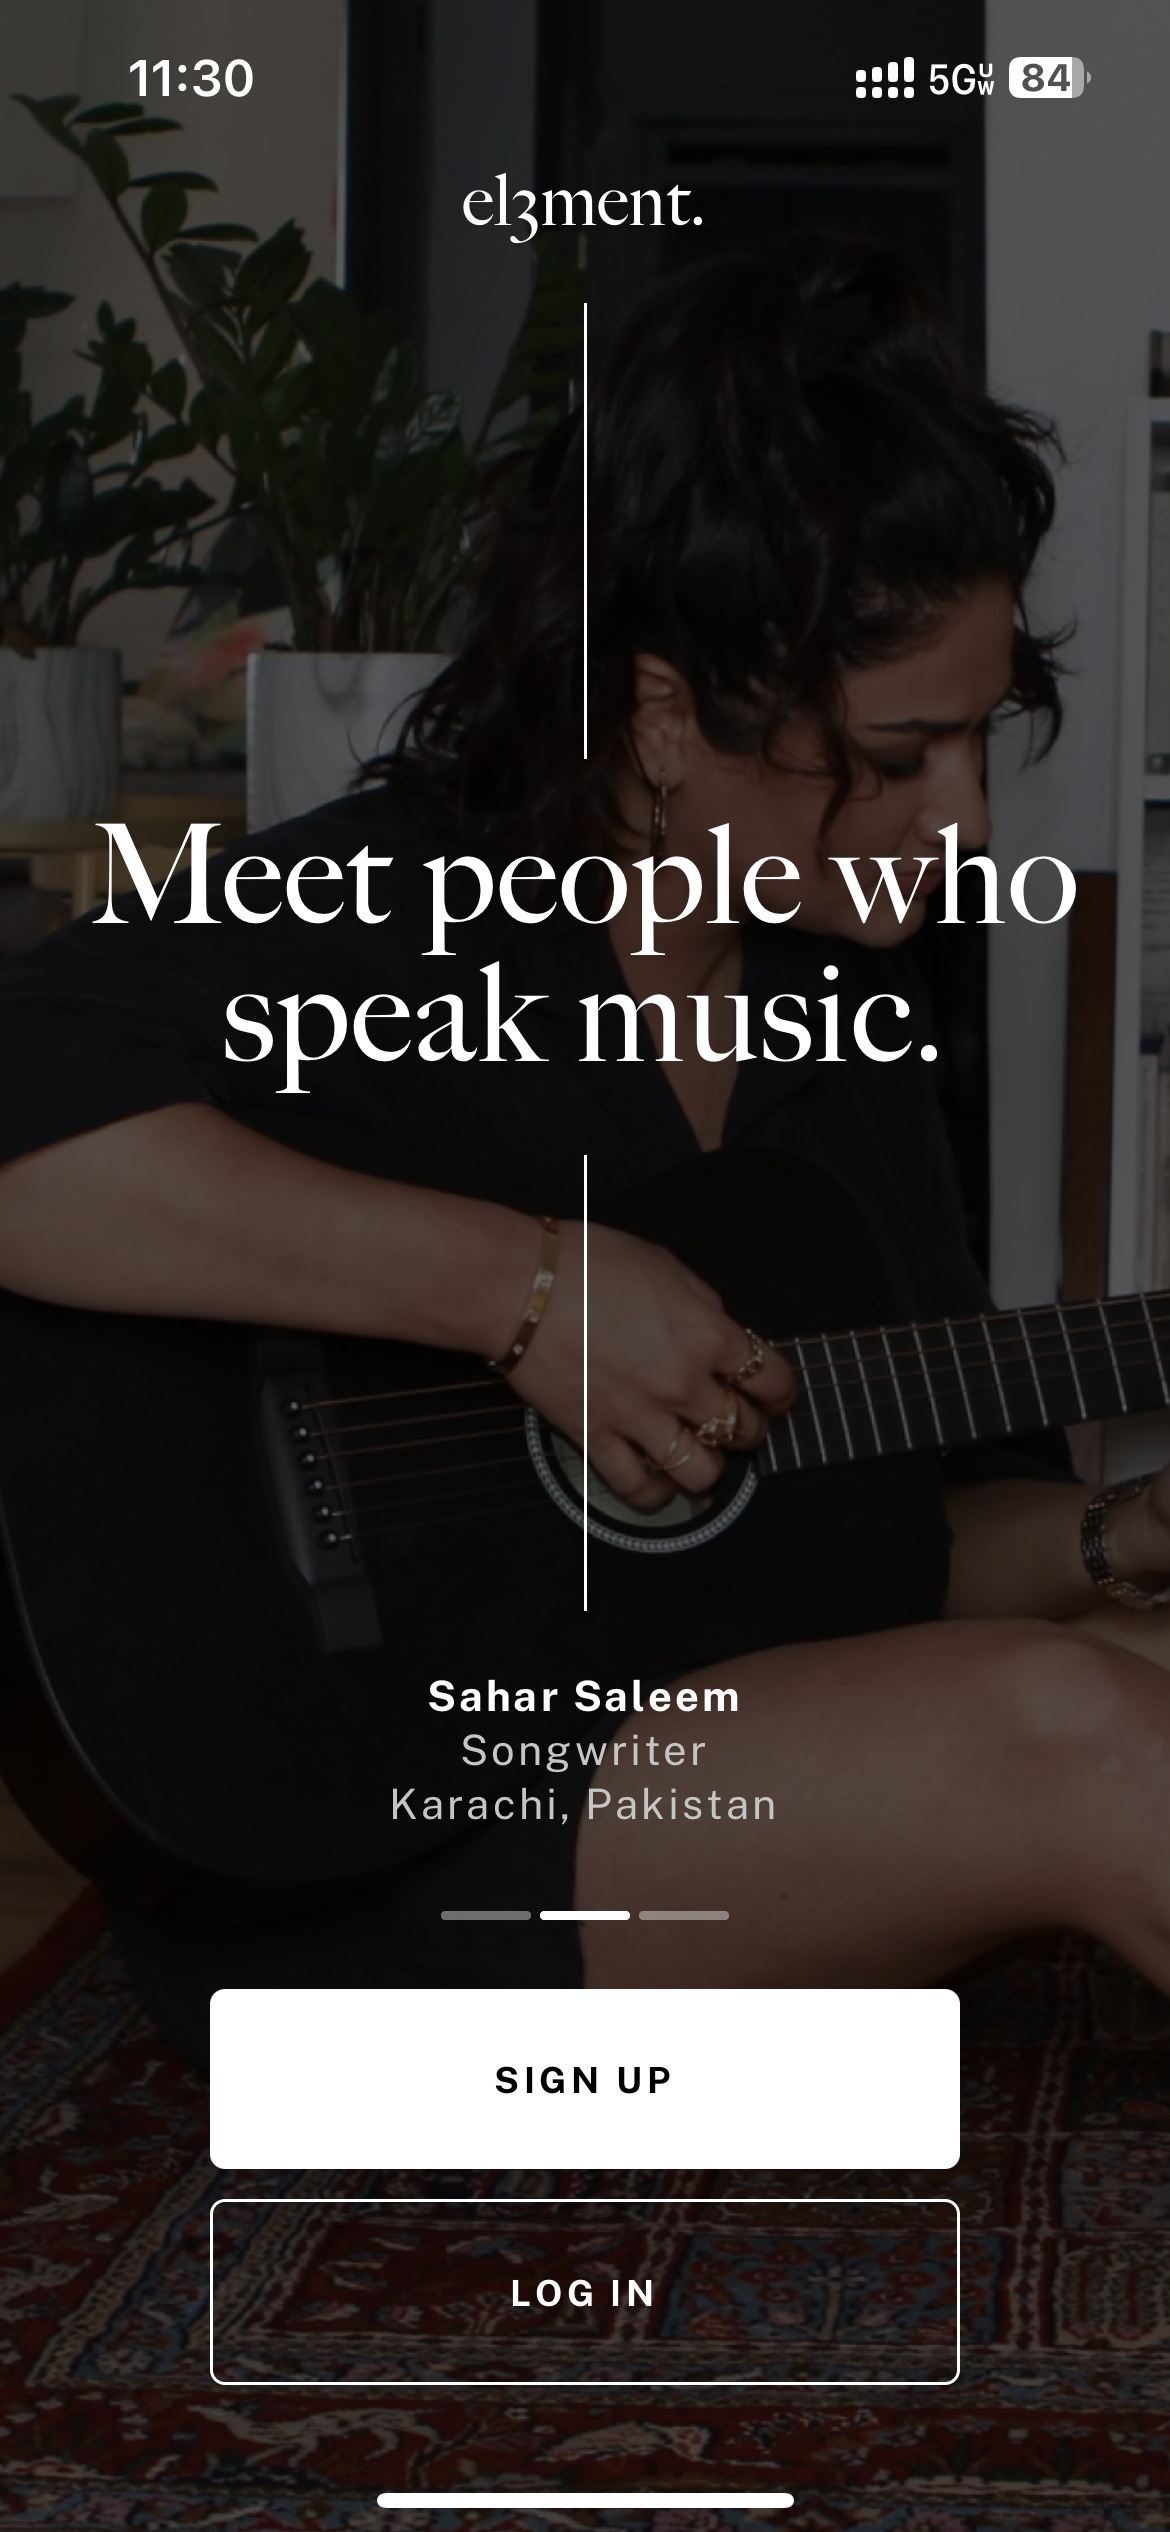 11:30
5G UW 84
el3ment.
Meet people who
speak music.
Sahar Saleem
Songwriter
Karachi, Pakistan
SIGN UP
LOG IN